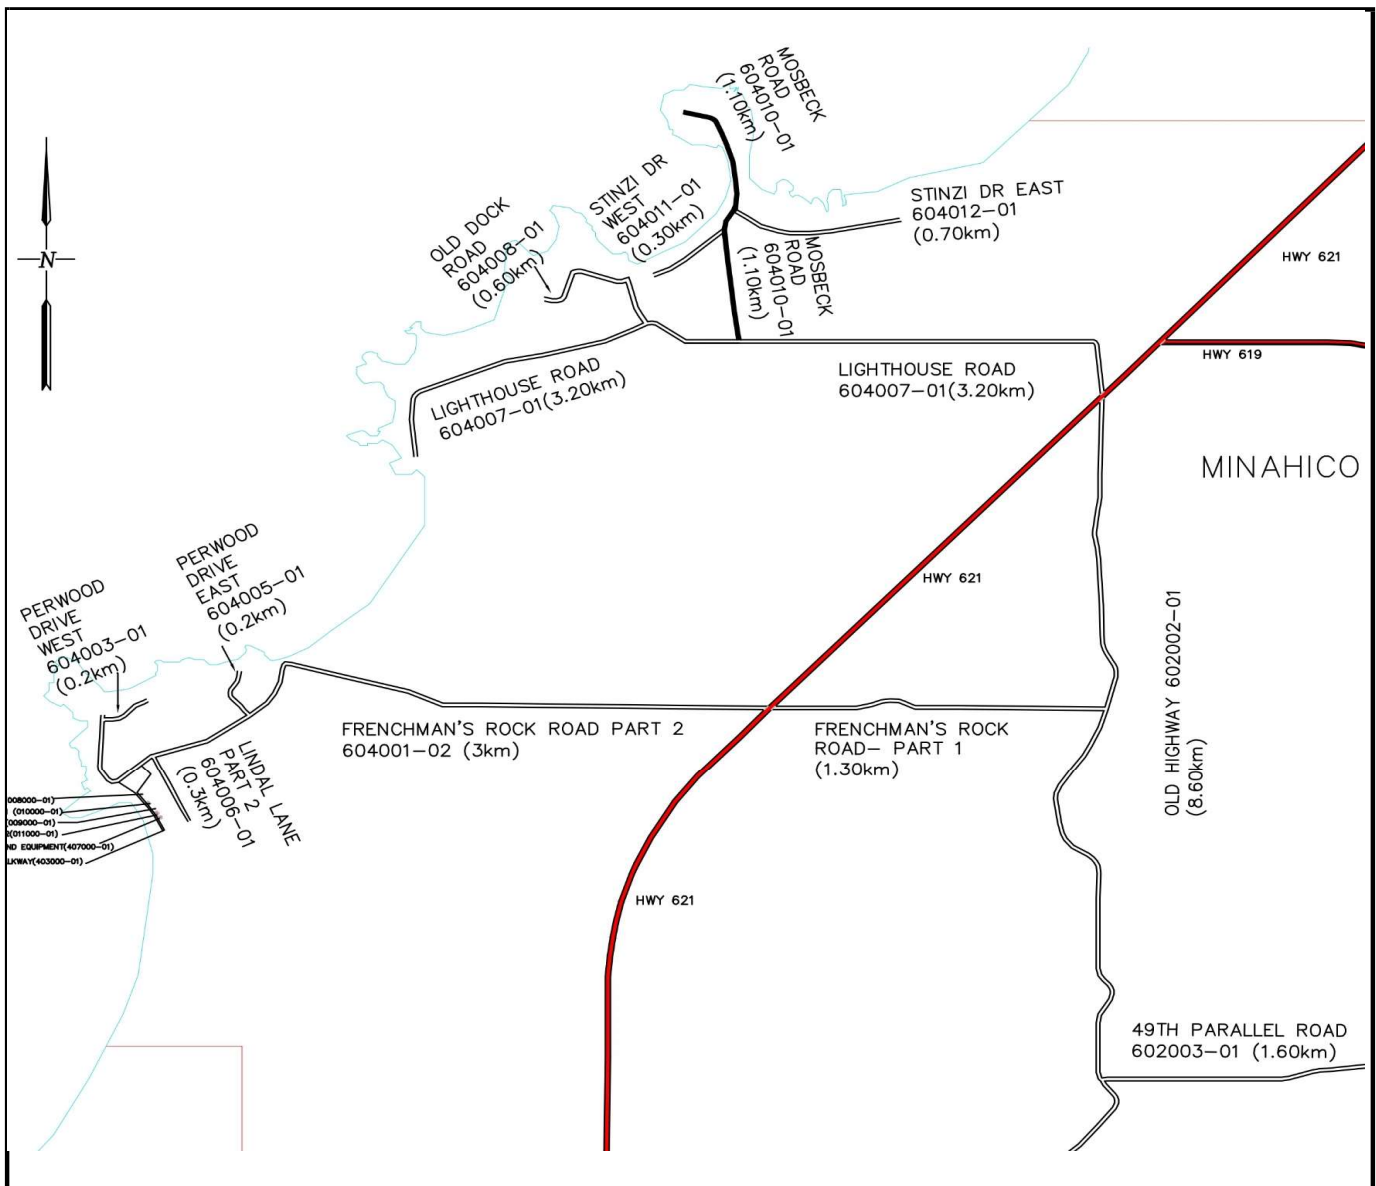 MOSBECK
ROAD
604010-01
(1.10km)
STINZI DR
WEST
604011-01
(0.30km)
STINZI DR EAST
604012-01
(0.70km)
OLD DOCK
ROAD
604008-01
(0.60km)
MOSBECK
ROAD
604010-01
(1.10km)
N
HWY 621
HWY 619
LIGHTHOUSE ROAD
604007-01(3.20km)
LIGHTHOUSE ROAD
604007-01(3.20km)
MINAHICO
HWY 621
PERWOOD
DRIVE
EAST
604005-01
(0.2km)
PERWOOD
DRIVE
WEST
604003-01
(0.2km)
OLD HIGHWAY 602002-01
(8.60km)
FRENCHMAN'S ROCK ROAD PART 2
604001-02 (3km)
FRENCHMAN'S ROCK
ROAD- PART 1
(1.30km)
LINDAL LANE
PART 2
604006-01
(0.3km)
008000-01)
(010000-01)
(009000-01)
2(011000-01)
ND EQUIPMENT(407000-01)
LKWAY(403000-01)
HWY 621
49TH PARALLEL ROAD
602003-01 (1.60km)